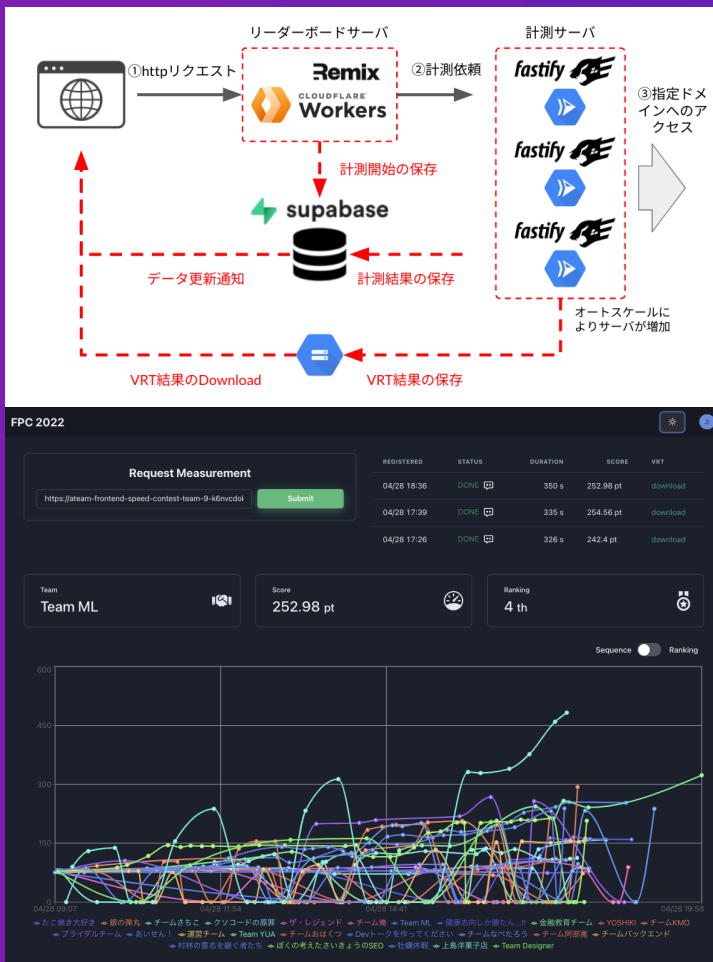 リーダーボードサーバ
計測サーバ
①httpリクエスト
Remix
CLOUDFLARE
Workers
②計測依頼
fastify
fastify
fastify
③指定ドメ
インへのア
クセス
計測開始の保存
supabase
データ更新通知
計測結果の保存
オートスケールに
よりサーバが増加
VRT結果のDownload
VRT結果の保存
FPC 2022
Request Measurement
https://ateam-frontend-speed-contest-team-9-k6nvcdol
Submit
REGISTERED STATUS DURATION SCORE VRT
04/28 18:36 DONE 350 s 252.98 pt download
04/28 17:39 DONE 335 s 254.56 pt download
04/28 17:26 DONE 326 s 242.4 pt download
Team
Team ML
Score
252.98 pt
Ranking
4 th
Sequence Ranking
600
450
300
150
0
04/28 09:07 04/28 11:54 04/28 14:41 04/28 19:58
たこ焼き大好き 銀の弾丸 チームさちこ クソコードの原罪 ザ・レジェンド チーム俺 Team ML 健康志向しか勝たん...!! 金融教育チーム YOSHIKI チームKMO
ブライダルチーム あいせん！ 運営チーム Team YUA チームおはくつ Devトークを作ってください チームなべたろう チーム阿部寛 チームバックエンド
村林の意志を継ぐ者たち ぼくの考えたさいきょうのSEO 牡蠣休眠 上島洋菓子店 Team Designer